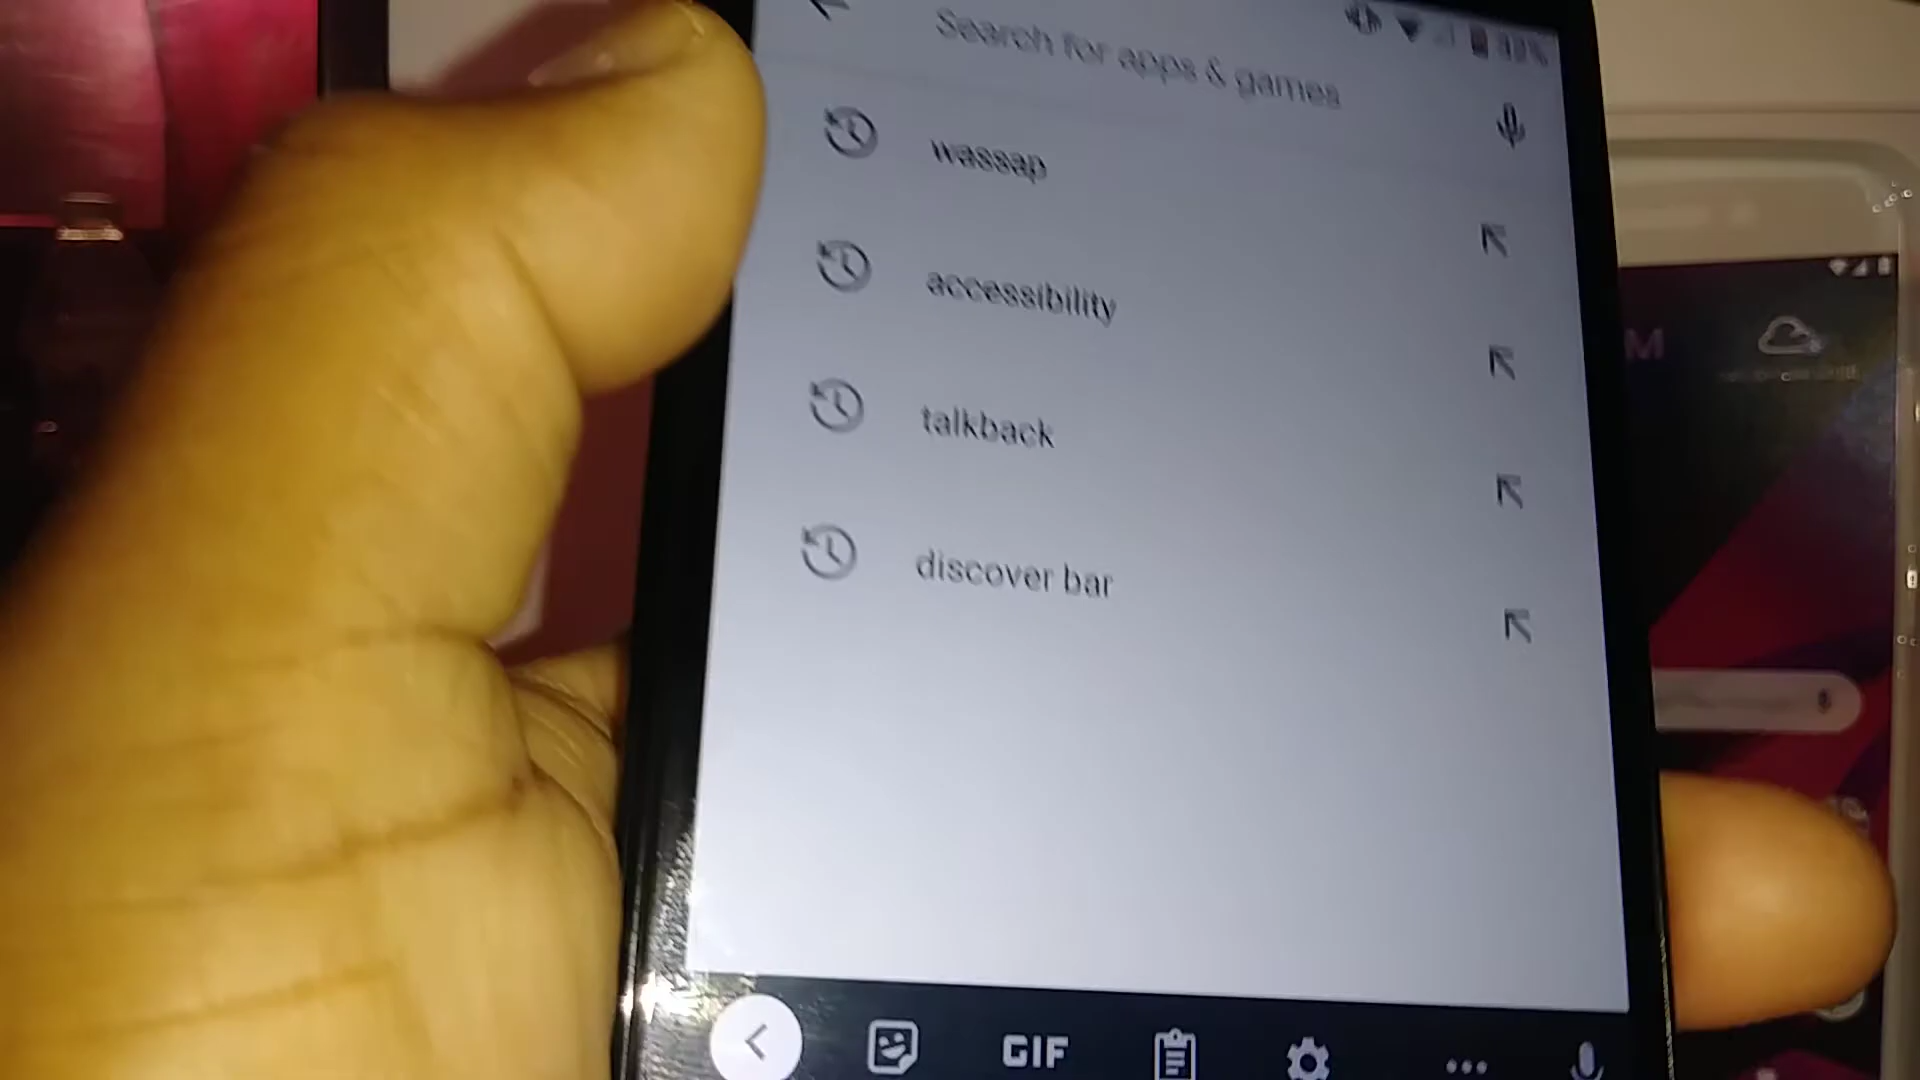 Search for apps & games
wassap
accessibility
talkback
discover bar
GIF